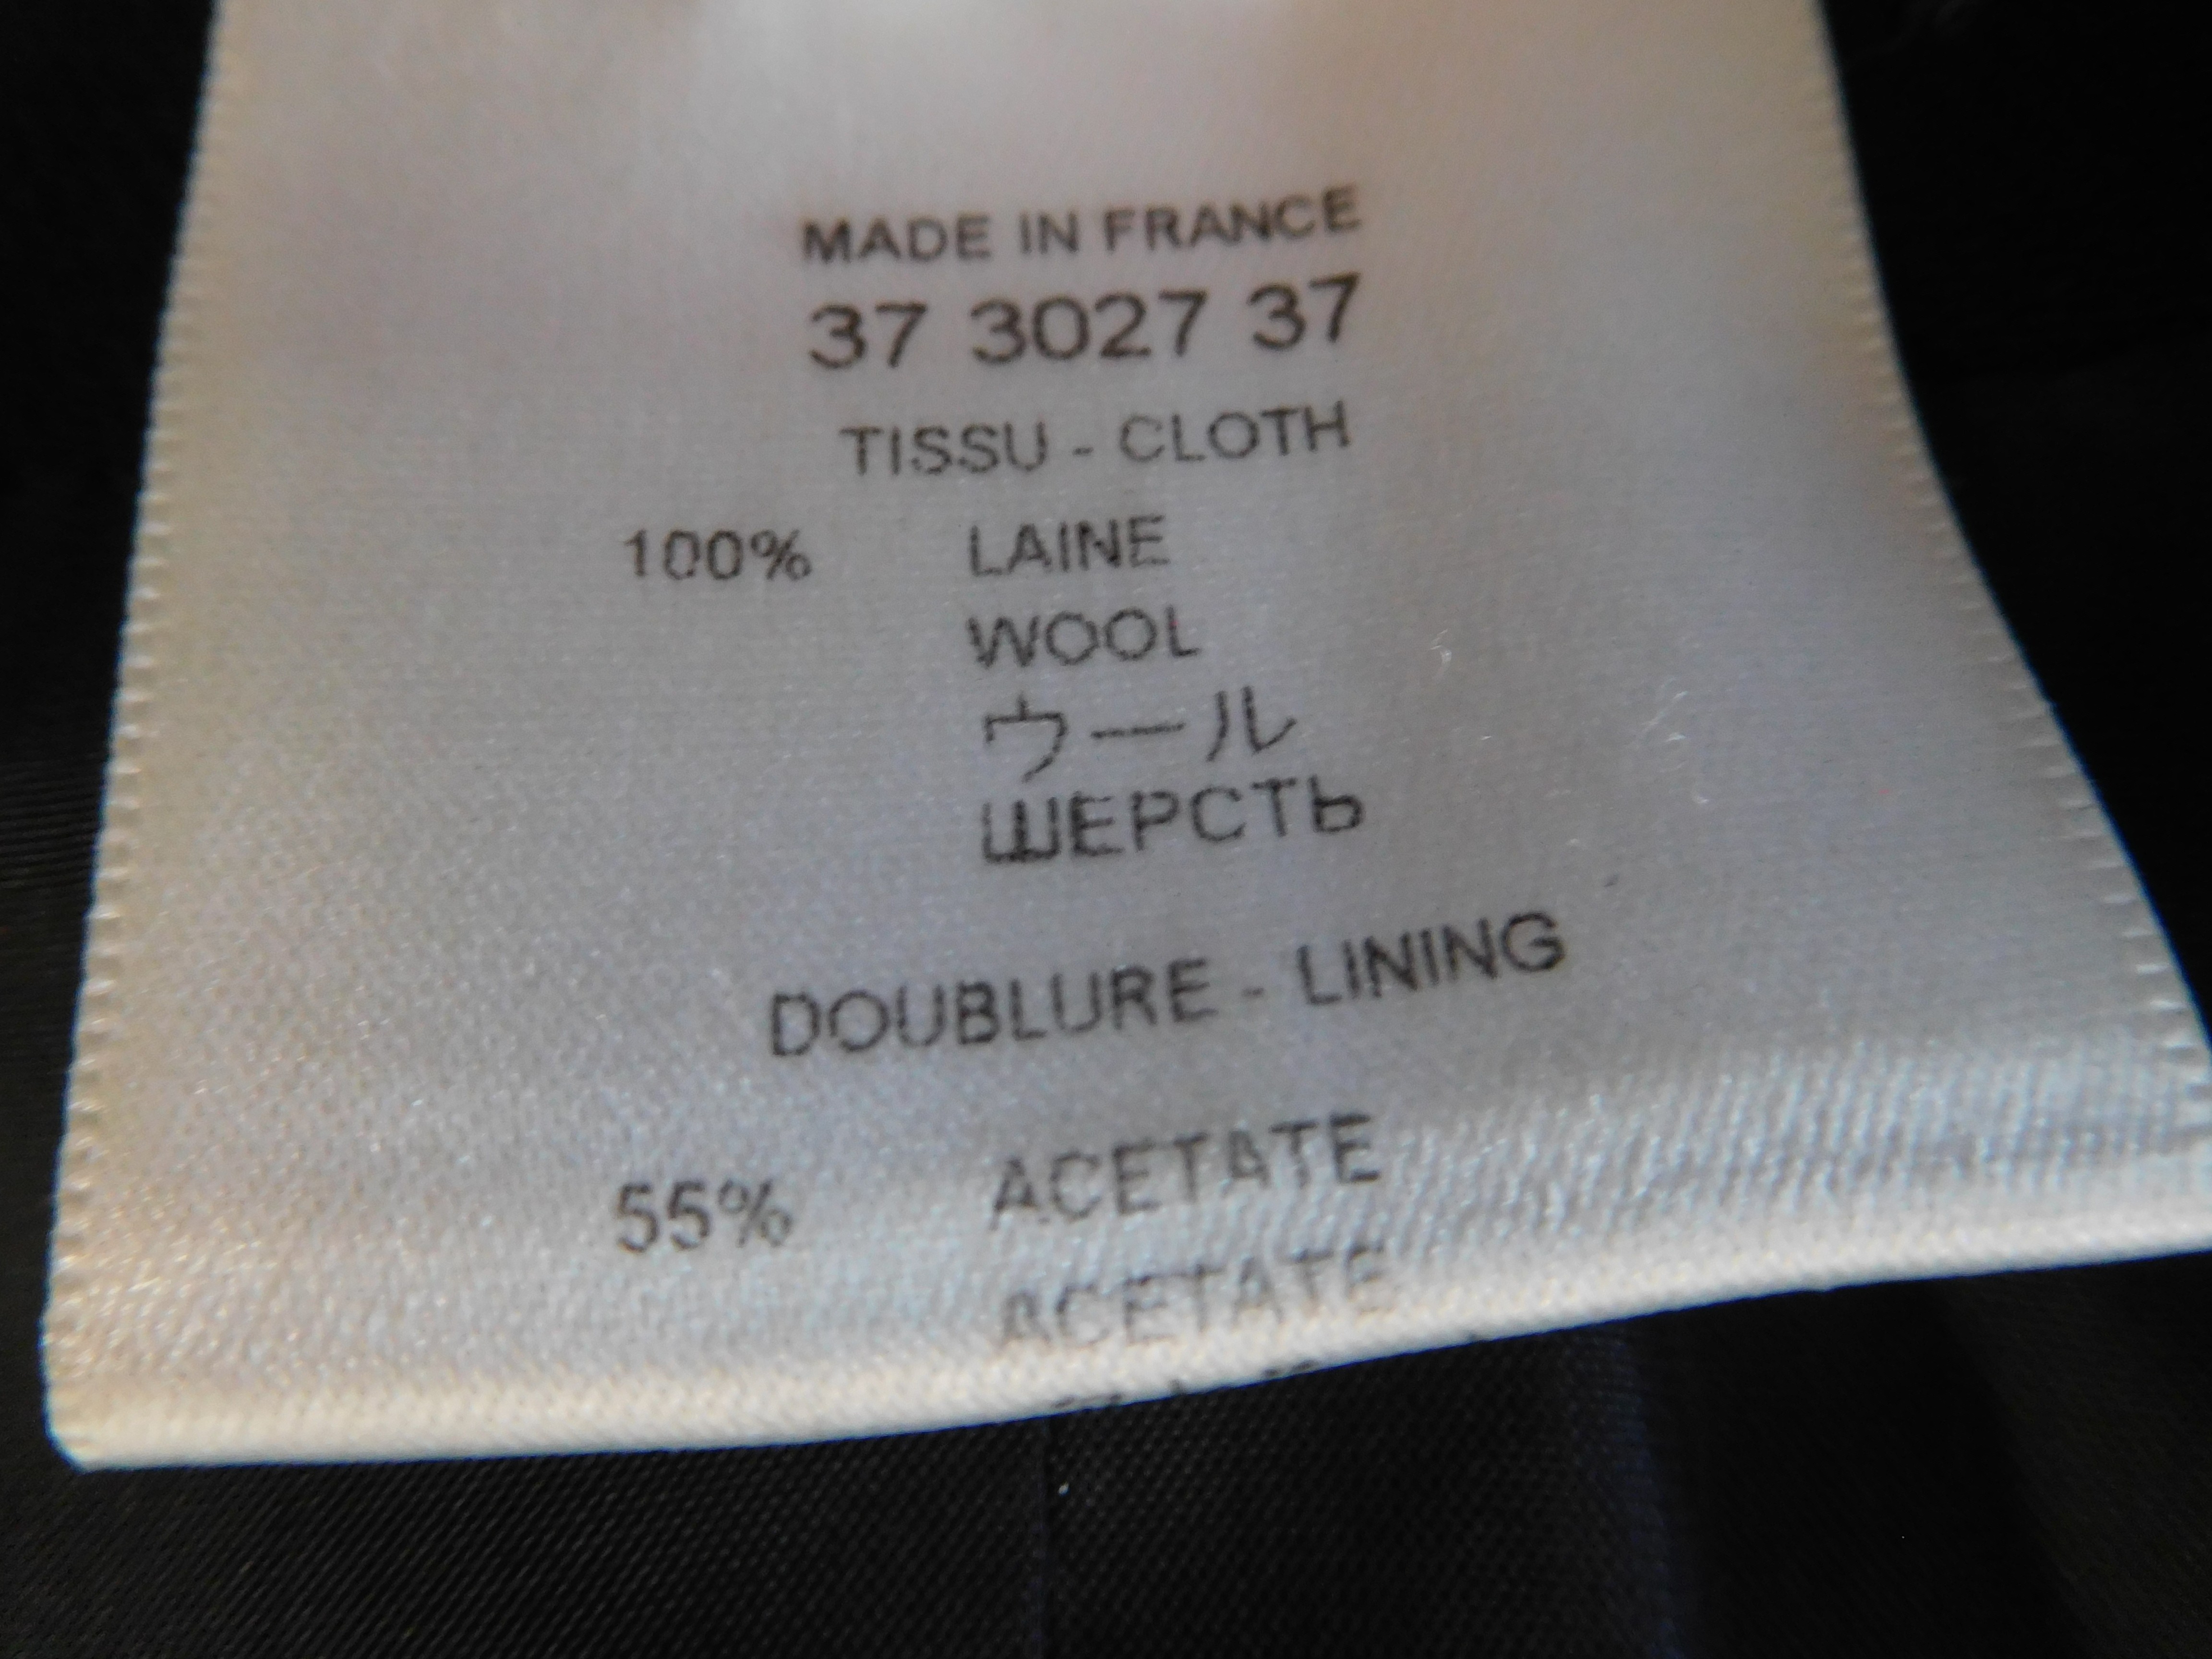 MADE IN FRANCE
37 3027 37
TISSU - CLOTH
100% LAINE
WOOL
ウール
ШЕРСТЬ
DOUBLURE - LINING
55% ACETATE
ACETATE